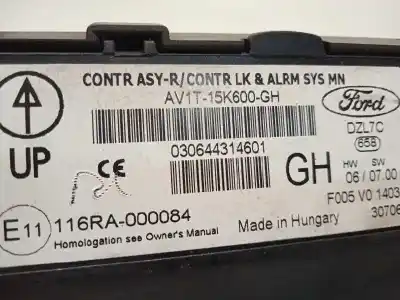 CONTR ASY-R/CONTR LK & ALRM SYS MN
AV1T-15K600-GH
Ford
DZL7C
658
UP
CE
030644314601
GH
HW SW
06 / 07.00
F005 V0 1403
E11 116RA-000084
Made in Hungary
30706
Homologation see Owner's Manual